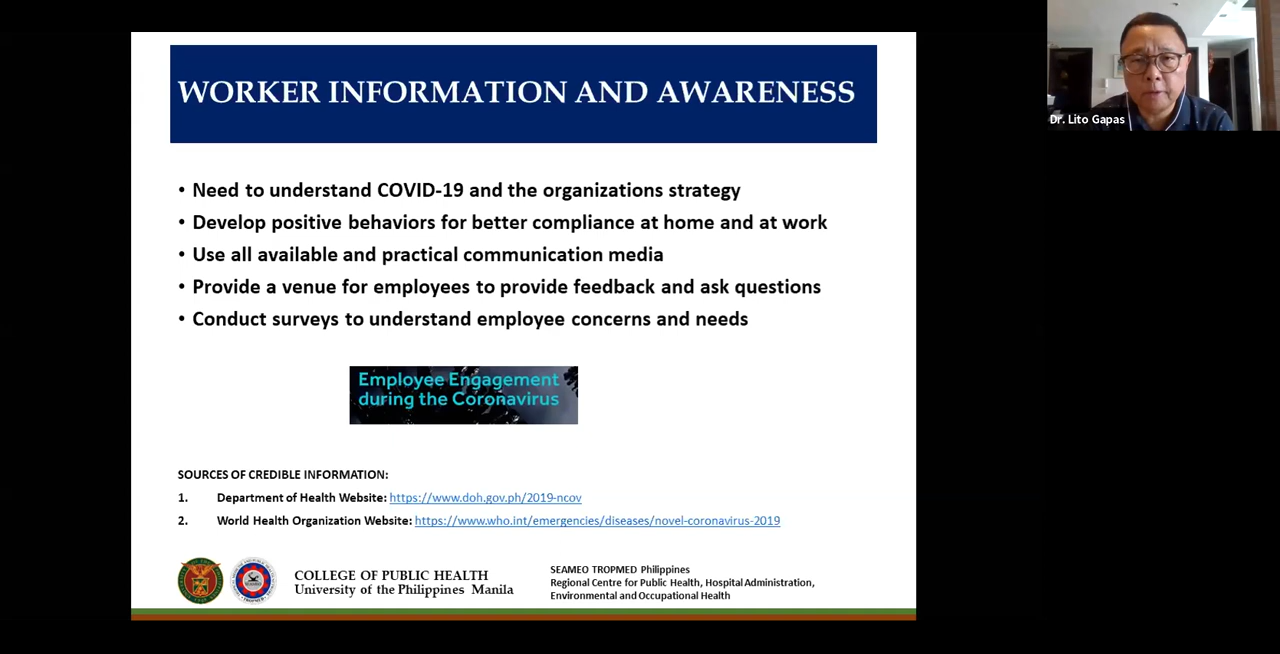 WORKER INFORMATION AND AWARENESS
• Need to understand COVID-19 and the organizations strategy
• Develop positive behaviors for better compliance at home and at work
• Use all available and practical communication media
• Provide a venue for employees to provide feedback and ask questions
• Conduct surveys to understand employee concerns and needs
Employee Engagement
during the Coronavirus
SOURCES OF CREDIBLE INFORMATION:
1. Department of Health Website: https://www.doh.gov.ph/2019-ncov
2. World Health Organization Website: https://www.who.int/emergencies/diseases/novel-coronavirus-2019
COLLEGE OF PUBLIC HEALTH
University of the Philippines Manila
SEAMEO TROPMED Philippines
Regional Centre for Public Health, Hospital Administration,
Environmental and Occupational Health
Dr. Lito Gapas